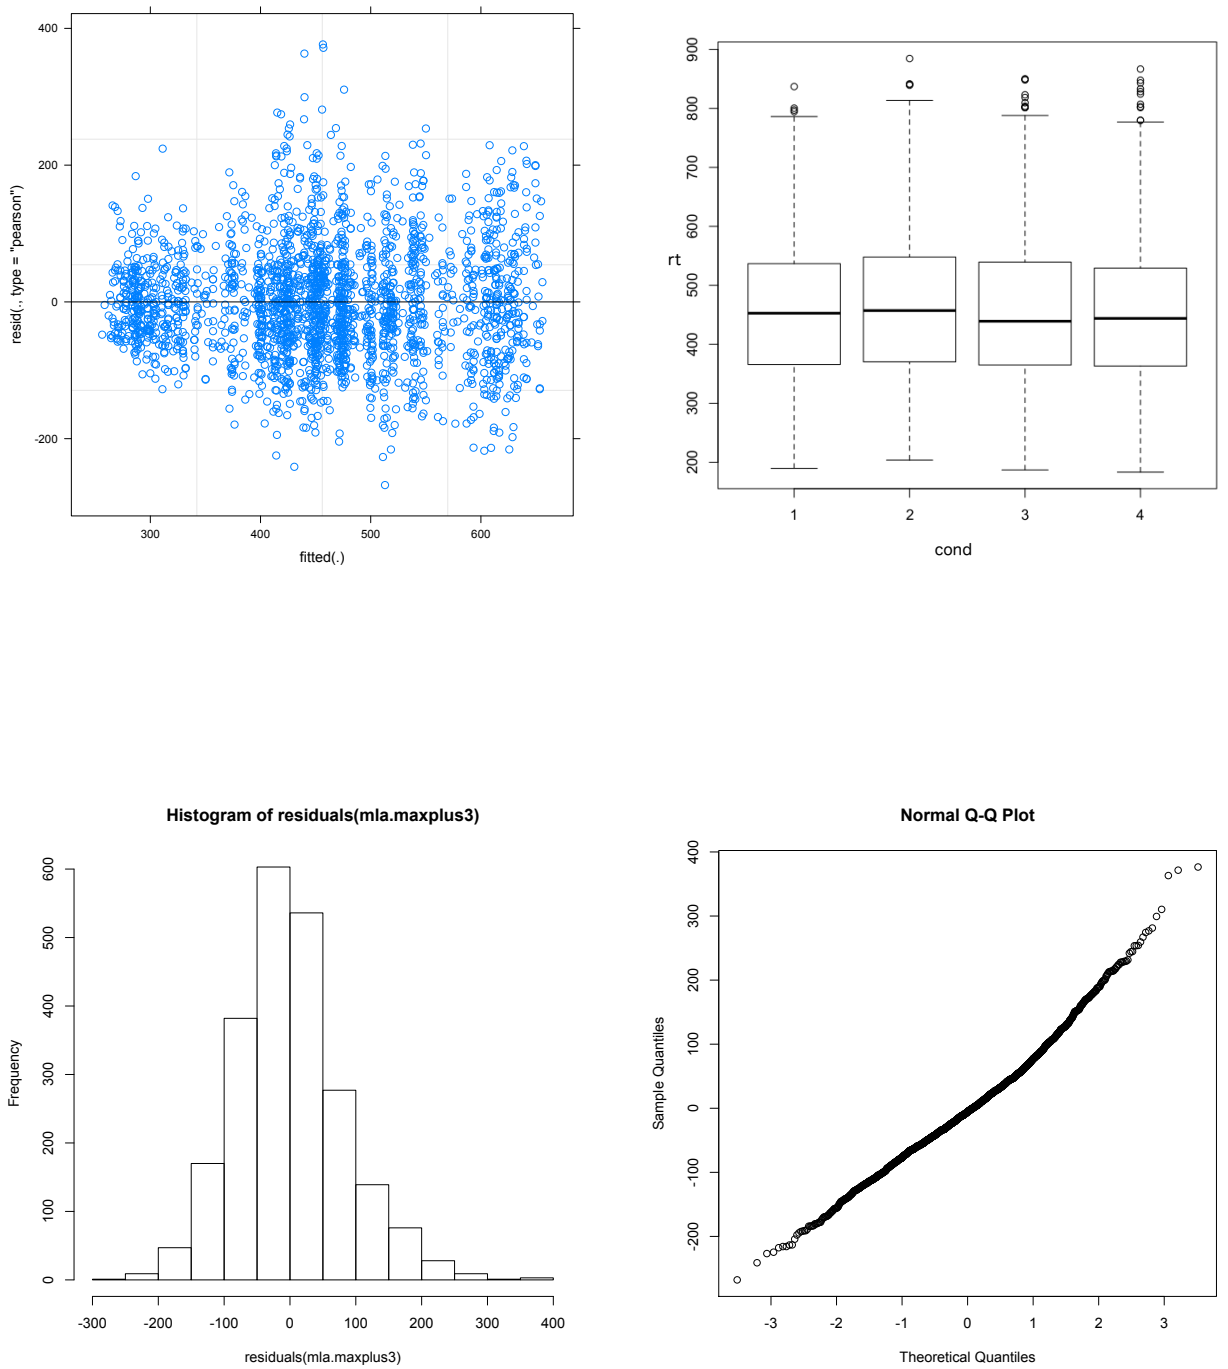 400
200
0
-200
resid(., type = "pearson")
300 400 500 600
fitted(.)
900
800
700
600
500
400
300
200
rt
1 2 3 4
cond
Histogram of residuals(mla.maxplus3)
600
500
400
300
200
100
0
Frequency
-300 -200 -100 0 100 200 300 400
residuals(mla.maxplus3)
Normal Q-Q Plot
400
300
200
100
0
-100
-200
Sample Quantiles
-3 -2 -1 0 1 2 3
Theoretical Quantiles